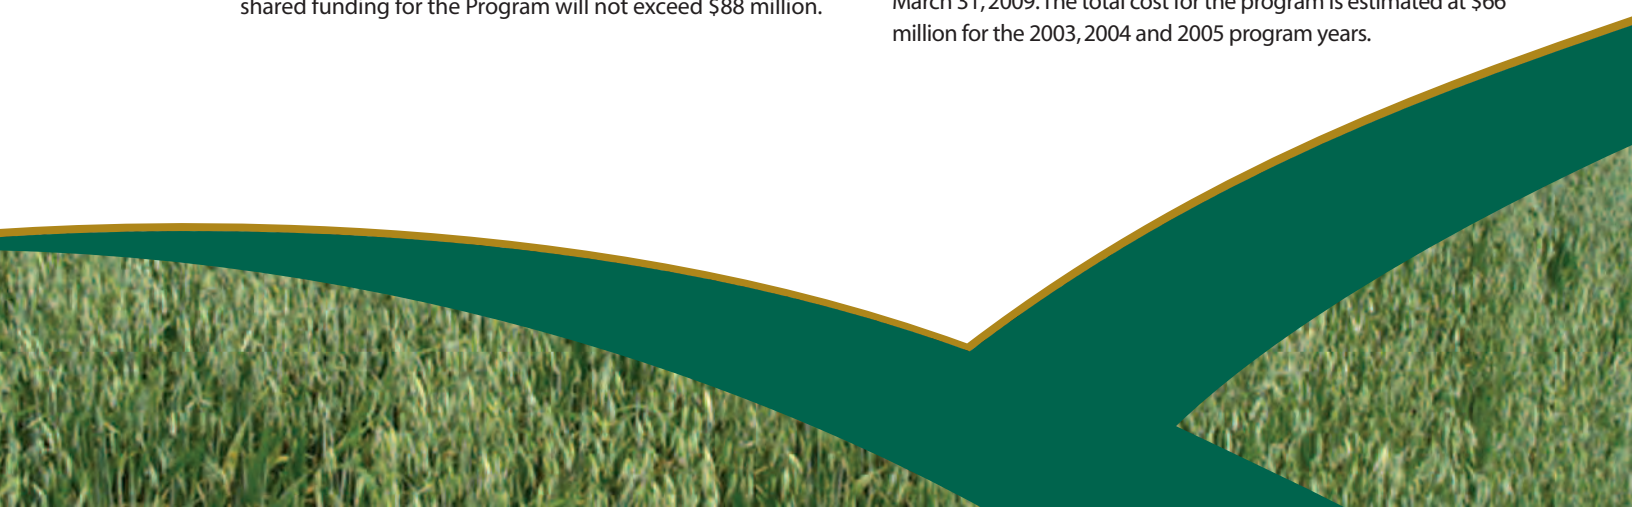 shared funding for the Program will not exceed $88 million.
March 31, 2009. The total cost for the program is estimated at $66
million for the 2003, 2004 and 2005 program years.